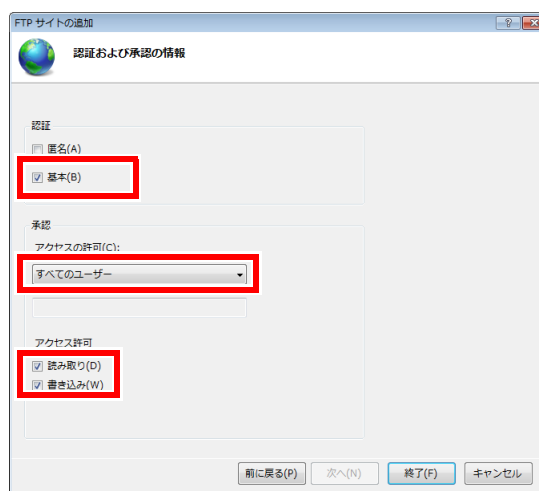 FTP サイトの追加
認証および承認の情報
認証
匿名(A)
基本(B)
承認
アクセスの許可(C):
すべてのユーザー
アクセス許可
読み取り(D)
書き込み(W)
前に戻る(P) 次へ(N) 終了(F) キャンセル